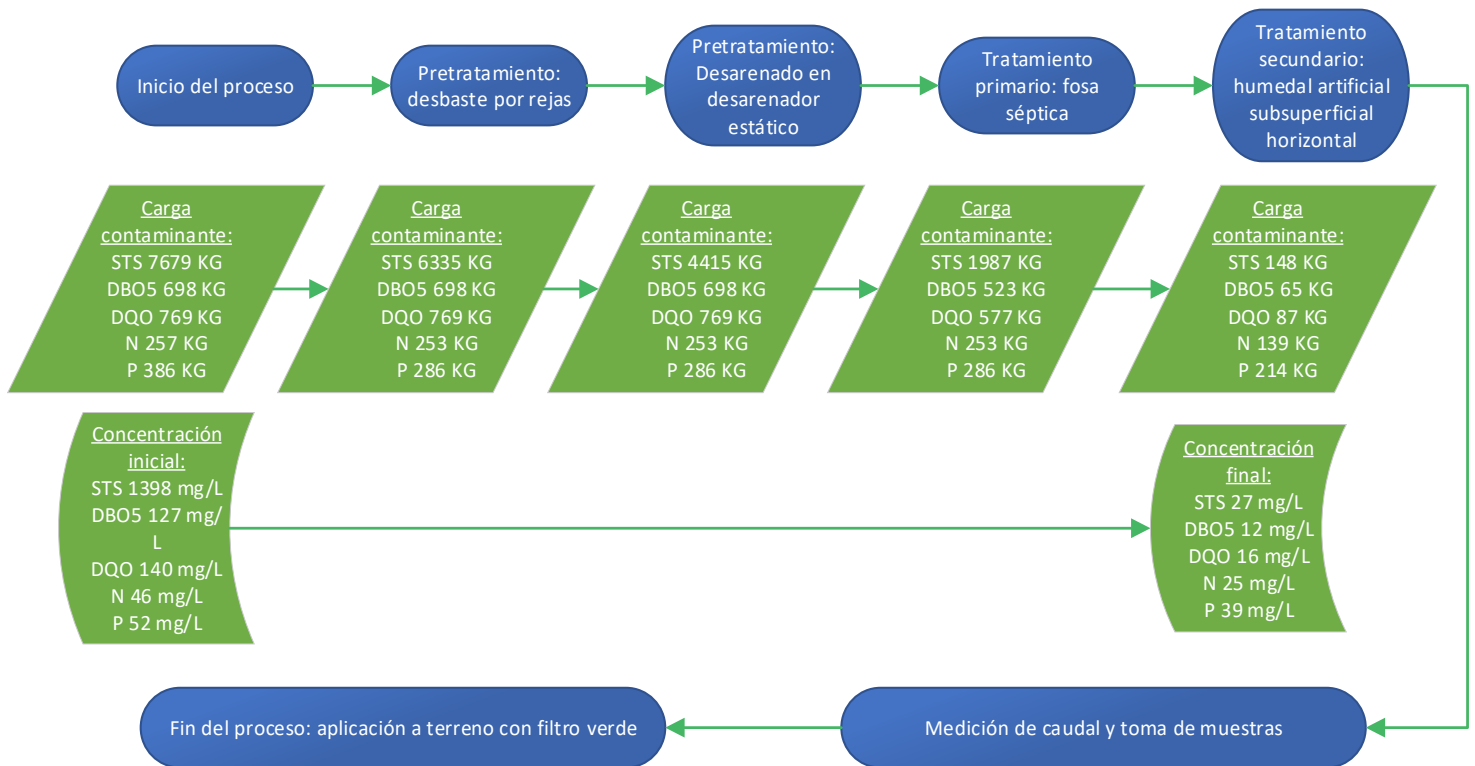 Inicio del proceso
Pretratamiento:
desbaste por rejas
Pretratamiento:
Desarenado en
desarenador
estático
Tratamiento
primario: fosa
séptica
Tratamiento
secundario:
humedal artificial
subsuperficial
horizontal
Carga
contaminante:
STS 7679 KG
DBO5 698 KG
DQO 769 KG
N 257 KG
P 386 KG
Carga
contaminante:
STS 6335 KG
DBO5 698 KG
DQO 769 KG
N 253 KG
P 286 KG
Carga
contaminante:
STS 4415 KG
DBO5 698 KG
DQO 769 KG
N 253 KG
P 286 KG
Carga
contaminante:
STS 1987 KG
DBO5 523 KG
DQO 577 KG
N 253 KG
P 286 KG
Carga
contaminante:
STS 148 KG
DBO5 65 KG
DQO 87 KG
N 139 KG
P 214 KG
Concentración
inicial:
STS 1398 mg/L
DBO5 127 mg/
L
DQO 140 mg/L
N 46 mg/L
P 52 mg/L
Concentración
final:
STS 27 mg/L
DBO5 12 mg/L
DQO 16 mg/L
N 25 mg/L
P 39 mg/L
Fin del proceso: aplicación a terreno con filtro verde
Medición de caudal y toma de muestras